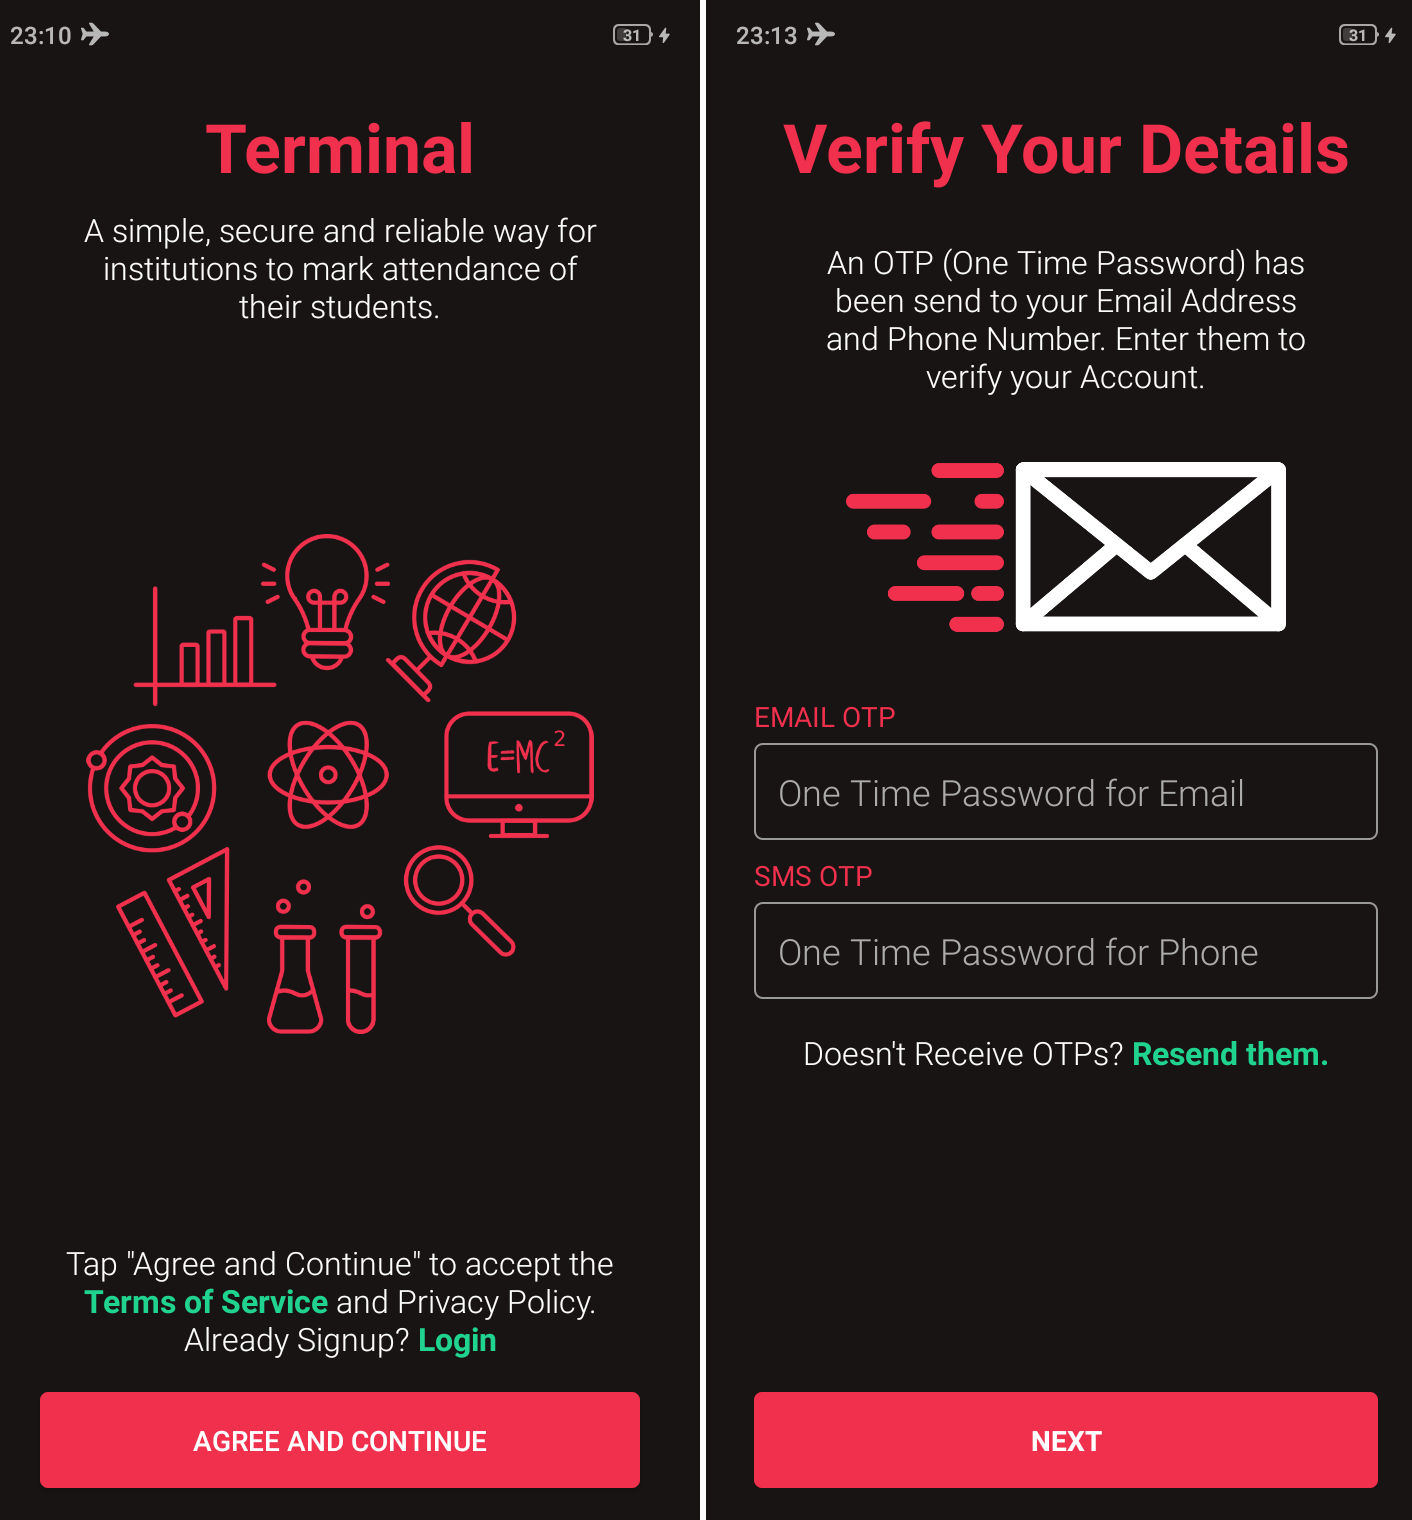 23:10
31
Terminal
A simple, secure and reliable way for
institutions to mark attendance of
their students.
E=MC²
Tap "Agree and Continue" to accept the
Terms of Service and Privacy Policy.
Already Signup? Login
AGREE AND CONTINUE
23:13
31
Verify Your Details
An OTP (One Time Password) has
been send to your Email Address
and Phone Number. Enter them to
verify your Account.
EMAIL OTP
One Time Password for Email
SMS OTP
One Time Password for Phone
Doesn't Receive OTPs? Resend them.
NEXT